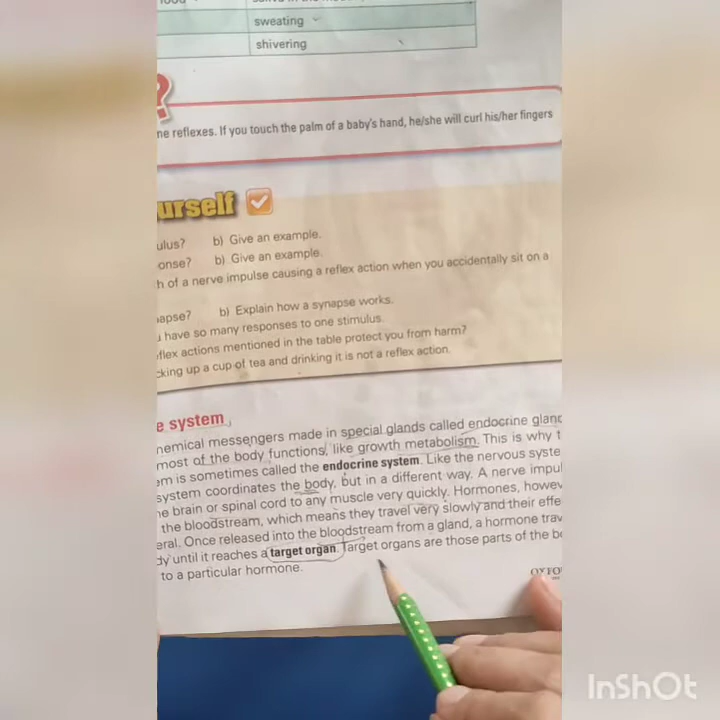 sweating
shivering
?
ne reflexes. If you touch the palm of a baby's hand, he/she will curl his/her fingers
urself
ulus? b) Give an example.
onse? b) Give an example.
h of a nerve impulse causing a reflex action when you accidentally sit on a
apse? b) Explain how a synapse works.
u have so many responses to one stimulus.
flex actions mentioned in the table protect you from harm?
cking up a cup of tea and drinking it is not a reflex action.
e system
hemical messengers made in special glands called endocrine gland
most of the body functions, like growth metabolism. This is why t
em is sometimes called the endocrine system. Like the nervous syste
system coordinates the body, but in a different way. A nerve impul
he brain or spinal cord to any muscle very quickly. Hormones, howev
the bloodstream, which means they travel very slowly and their effe
eral. Once released into the bloodstream from a gland, a hormone trav
dy until it reaches a target organ. Target organs are those parts of the bo
to a particular hormone.
OXFO
InShOt